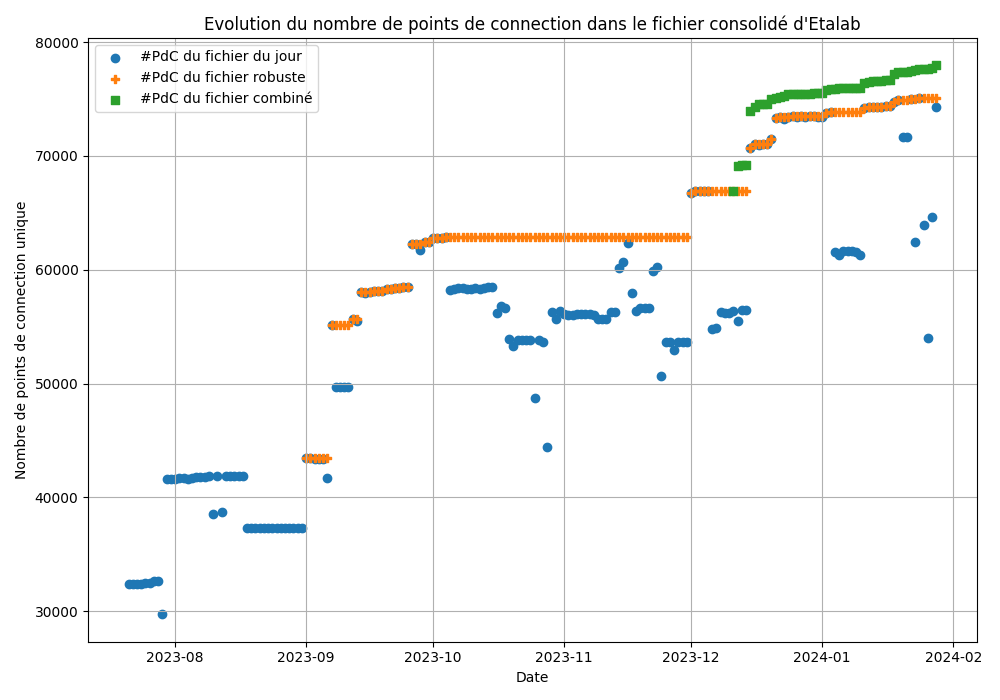 Evolution du nombre de points de connection dans le fichier consolidé d'Etalab
#PdC du fichier du jour
#PdC du fichier robuste
#PdC du fichier combiné
Nombre de points de connection unique
80000
70000
60000
50000
40000
30000
2023-08
2023-09
2023-10
2023-11
2023-12
2024-01
2024-02
Date